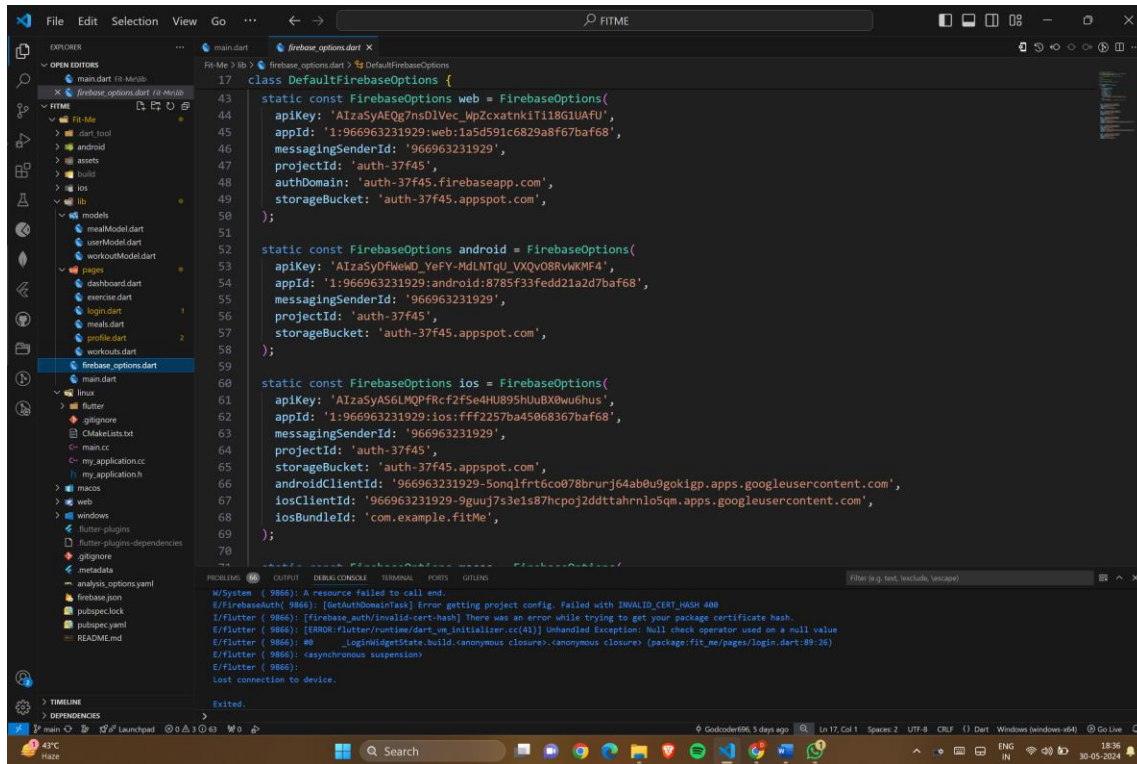 File Edit Selection View Go ··· FITME
EXPLORER ···
OPEN EDITORS
main.dart Fit-Me\lib
firebase_options.dart Fit-Me\lib
FITME
Fit-Me
.dart_tool
android
assets
build
ios
lib
models
mealModel.dart
userModel.dart
workoutModel.dart
pages
dashboard.dart
exercise.dart
login.dart 1
meals.dart
profile.dart 2
workouts.dart
firebase_options.dart
main.dart
linux
flutter
.gitignore
CMakeLists.txt
main.cc
my_application.cc
my_application.h
macos
web
windows
.flutter-plugins
.flutter-plugins-dependencies
.gitignore
.metadata
analysis_options.yaml
firebase.json
pubspec.lock
pubspec.yaml
README.md
TIMELINE
DEPENDENCIES
main.dart firebase_options.dart
Fit-Me > lib > firebase_options.dart > DefaultFirebaseOptions
17 class DefaultFirebaseOptions {
43 static const FirebaseOptions web = FirebaseOptions(
44 apiKey: 'AIzaSyAEQg7nsDlVec_WpZcxatnkiTi18G1UAfU',
45 appId: '1:966963231929:web:1a5d591c6829a8f67baf68',
46 messagingSenderId: '966963231929',
47 projectId: 'auth-37f45',
48 authDomain: 'auth-37f45.firebaseapp.com',
49 storageBucket: 'auth-37f45.appspot.com',
50 );
51
52 static const FirebaseOptions android = FirebaseOptions(
53 apiKey: 'AIzaSyDfWeWD_YeFY-MdLNTqU_VXQvO8RvWKMF4',
54 appId: '1:966963231929:android:8785f33fedd21a2d7baf68',
55 messagingSenderId: '966963231929',
56 projectId: 'auth-37f45',
57 storageBucket: 'auth-37f45.appspot.com',
58 );
59
60 static const FirebaseOptions ios = FirebaseOptions(
61 apiKey: 'AIzaSyAS6LMQPfRcf2fSe4HU895hUuBX0wu6hus',
62 appId: '1:966963231929:ios:fff2257ba45068367baf68',
63 messagingSenderId: '966963231929',
64 projectId: 'auth-37f45',
65 storageBucket: 'auth-37f45.appspot.com',
66 androidClientId: '966963231929-5onqlfrt6co078brurj64ab0u9gokigp.apps.googleusercontent.com',
67 iosClientId: '966963231929-9guuj7s3e1s87hcpoj2ddttahrnlo5qm.apps.googleusercontent.com',
68 iosBundleId: 'com.example.fitMe',
69 );
70
PROBLEMS 66 OUTPUT DEBUG CONSOLE TERMINAL PORTS GITLENS Filter (e.g. text, !exclude, \escape)
W/System ( 9866): A resource failed to call end.
E/FirebaseAuth( 9866): [GetAuthDomainTask] Error getting project config. Failed with INVALID_CERT_HASH 400
I/flutter ( 9866): [firebase_auth/invalid-cert-hash] There was an error while trying to get your package certificate hash.
E/flutter ( 9866): [ERROR:flutter/runtime/dart_vm_initializer.cc(41)] Unhandled Exception: Null check operator used on a null value
E/flutter ( 9866): #0 _LoginWidgetState.build.<anonymous closure>.<anonymous closure> (package:fit_me/pages/login.dart:89:26)
E/flutter ( 9866): <asynchronous suspension>
E/flutter ( 9866):
Lost connection to device.
Exited.
main Launchpad 0 3 63 0 Godcoder696, 5 days ago Ln 17, Col 1 Spaces: 2 UTF-8 CRLF {} Dart Windows (windows-x64) Go Live
43°C
Haze
Search
ENG
IN
18:36
30-05-2024